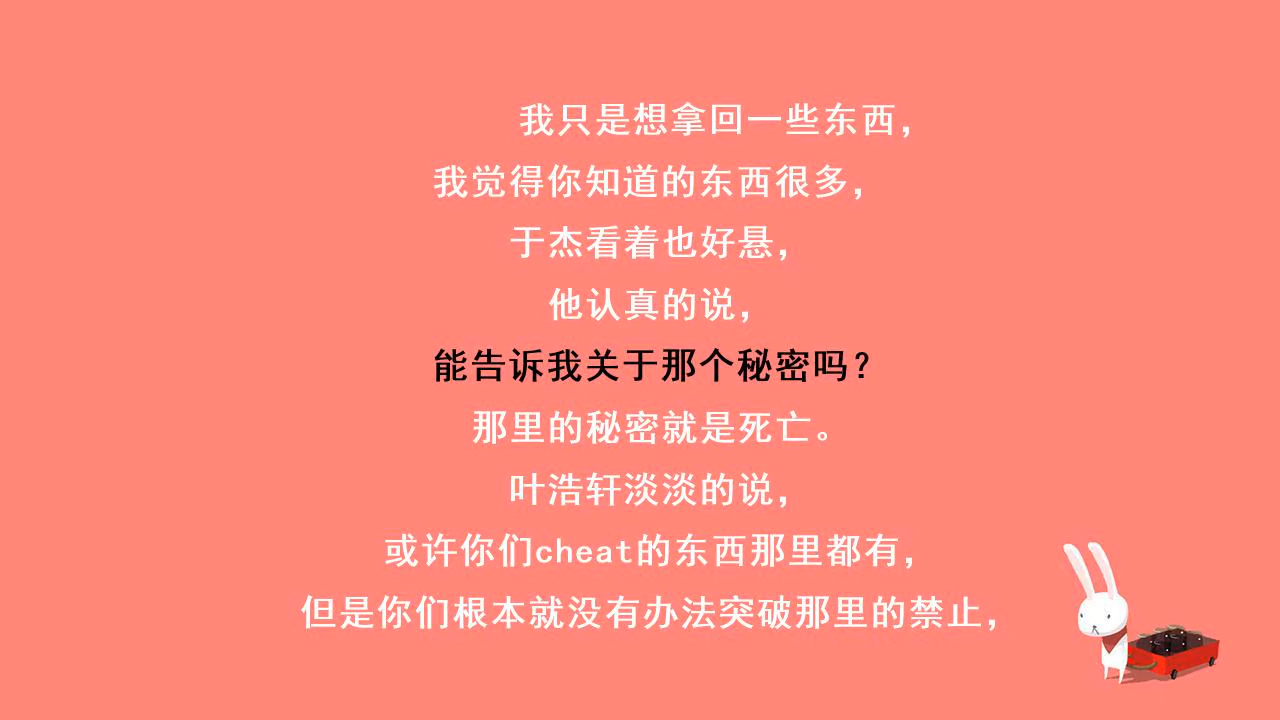 我只是想拿回一些东西，
我觉得你知道的东西很多，
于杰看着也好悬，
他认真的说，
能告诉我关于那个秘密吗？
那里的秘密就是死亡。
叶浩轩淡淡的说，
或许你们cheat的东西那里都有，
但是你们根本就没有办法突破那里的禁止，